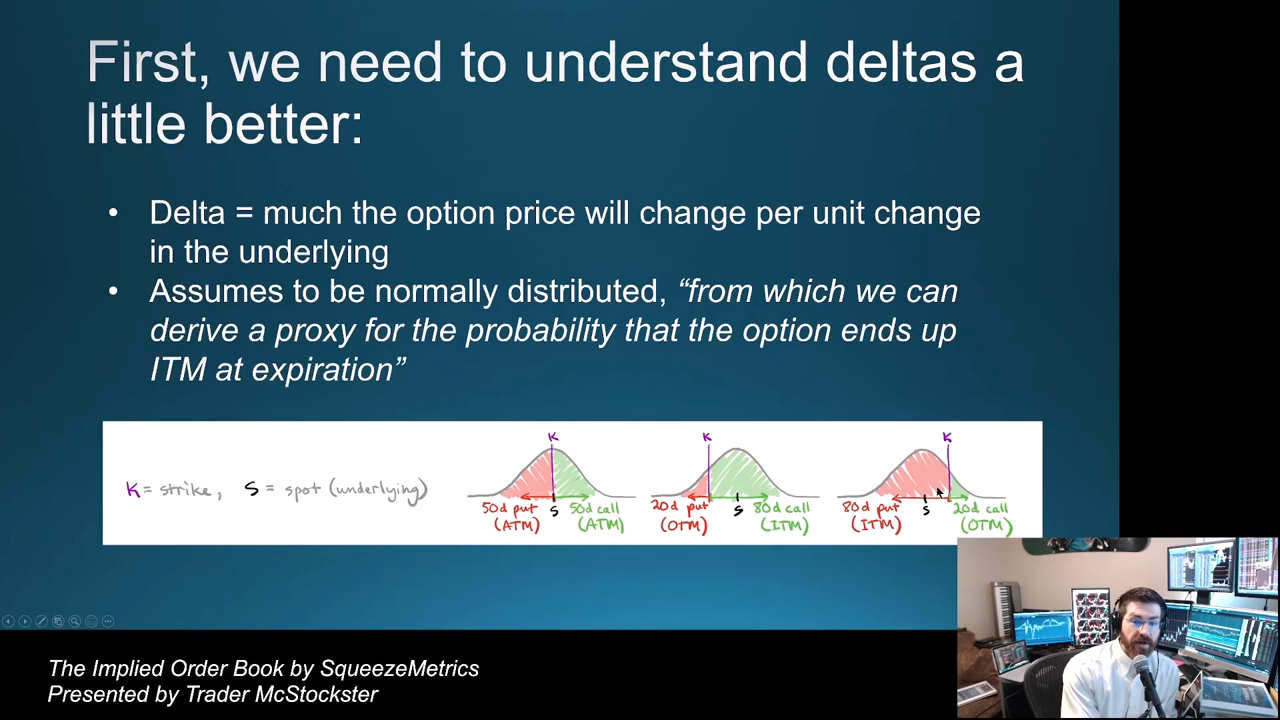 First, we need to understand deltas a
little better:
• Delta = much the option price will change per unit change
in the underlying
• Assumes to be normally distributed, “from which we can
derive a proxy for the probability that the option ends up
ITM at expiration”
K = strike, S = spot (underlying)
K
S
50d put
(ATM)
50d call
(ATM)
K
S
20d put
(OTM)
80d call
(ITM)
K
S
80d put
(ITM)
20d call
(OTM)
The Implied Order Book by SqueezeMetrics
Presented by Trader McStockster